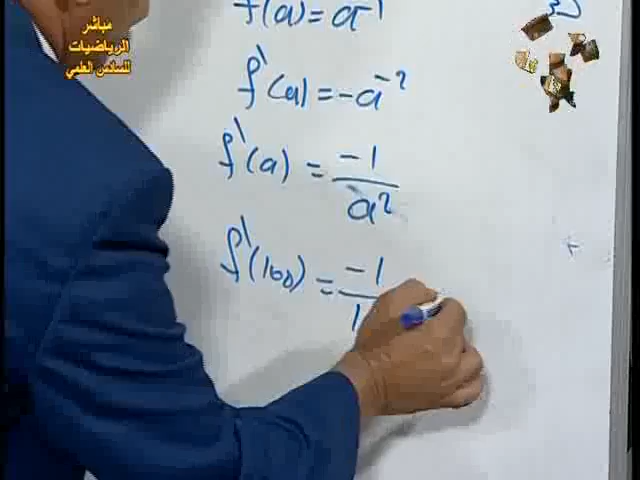 مباشر
الرياضيات
للسادس العلمي
f(a) = a⁻¹
f'(a) = -a⁻²
f'(a) = -1/a²
f'(100) = -1/1